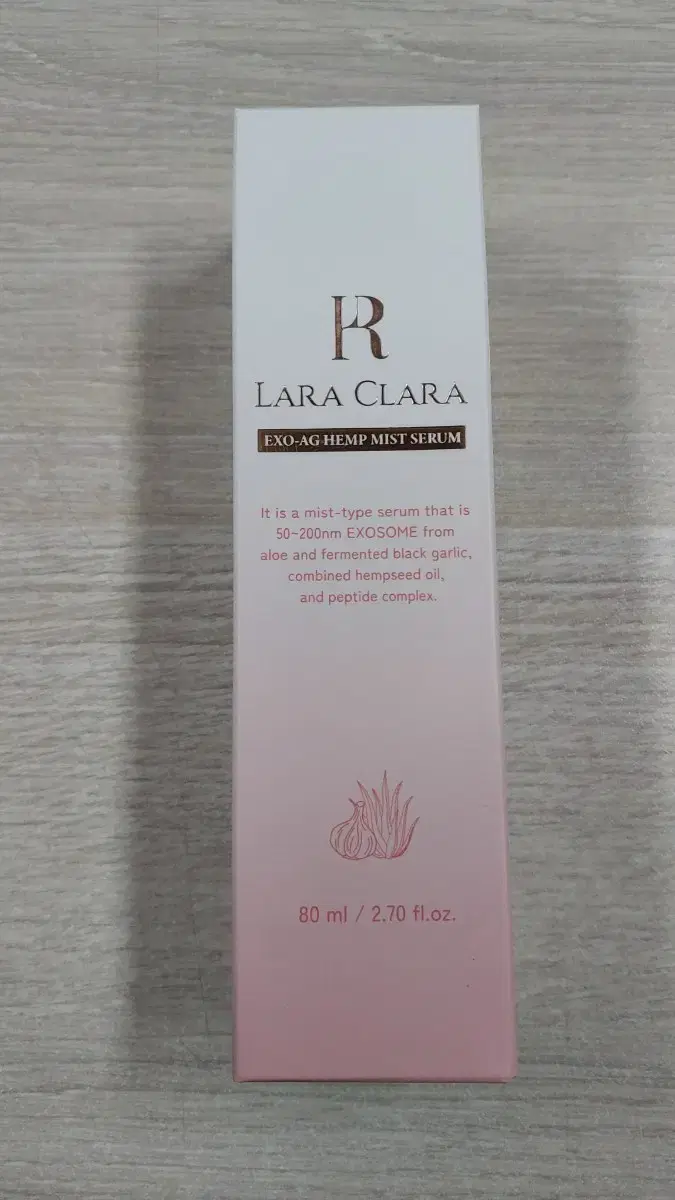 LARA CLARA
EXO-AG HEMP MIST SERUM
It is a mist-type serum that is
50~200nm EXOSOME from
aloe and fermented black garlic,
combined hempseed oil,
and peptide complex.
80 ml / 2.70 fl.oz.